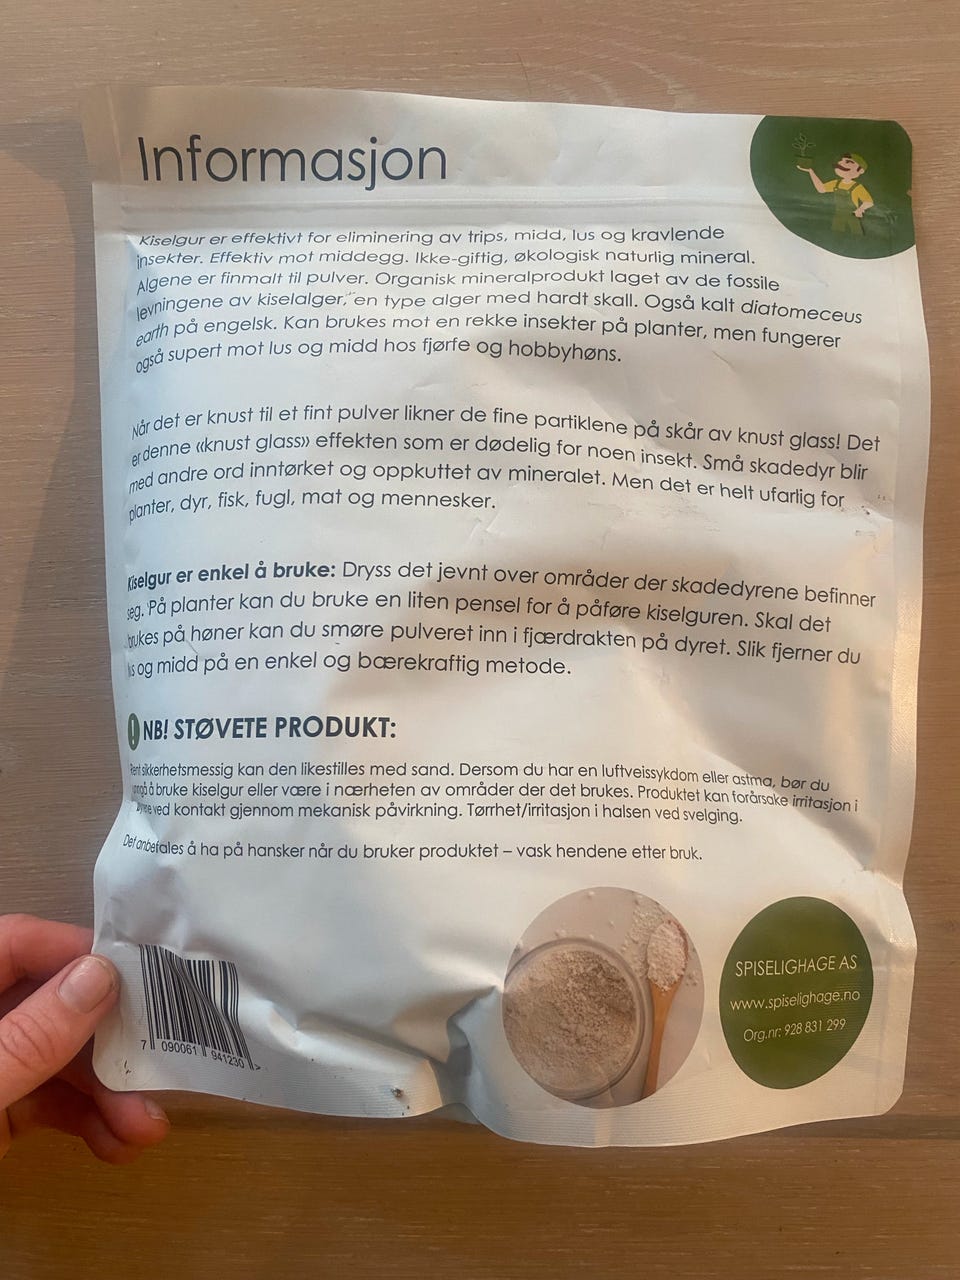 Informasjon
Kiselgur er effektivt for eliminering av trips, midd, lus og kravlende
insekter. Effektiv mot middegg. Ikke-giftig, økologisk naturlig mineral.
Algene er finmalt til pulver. Organisk mineralprodukt laget av de fossile
levningene av kiselalger, en type alger med hardt skall. Også kalt diatomeceus
earth på engelsk. Kan brukes mot en rekke insekter på planter, men fungerer
også supert mot lus og midd hos fjørfe og hobbyhøns.
Når det er knust til et fint pulver likner de fine partiklene på skår av knust glass! Det
er denne «knust glass» effekten som er dødelig for noen insekt. Små skadedyr blir
med andre ord inntørket og oppkuttet av mineralet. Men det er helt ufarlig for
planter, dyr, fisk, fugl, mat og mennesker.
Kiselgur er enkel å bruke: Dryss det jevnt over områder der skadedyrene befinner
seg. På planter kan du bruke en liten pensel for å påføre kiselguren. Skal det
brukes på høner kan du smøre pulveret inn i fjærdrakten på dyret. Slik fjerner du
lus og midd på en enkel og bærekraftig metode.
! NB! STØVETE PRODUKT:
Rent sikkerhetsmessig kan den likestilles med sand. Dersom du har en luftveissykdom eller astma, bør du
unngå å bruke kiselgur eller være i nærheten av områder der det brukes. Produktet kan forårsake irritasjon i
øynene ved kontakt gjennom mekanisk påvirkning. Tørrhet/irritasjon i halsen ved svelging.
Det anbefales å ha på hansker når du bruker produktet – vask hendene etter bruk.
7 090061 941230 >
SPISELIGHAGE AS
www.spiselighage.no
Org.nr: 928 831 299